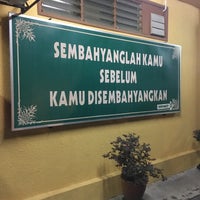 SEMBAHYANGLAH KAMU
SEBELUM
KAMU DISEMBAHYANGKAN